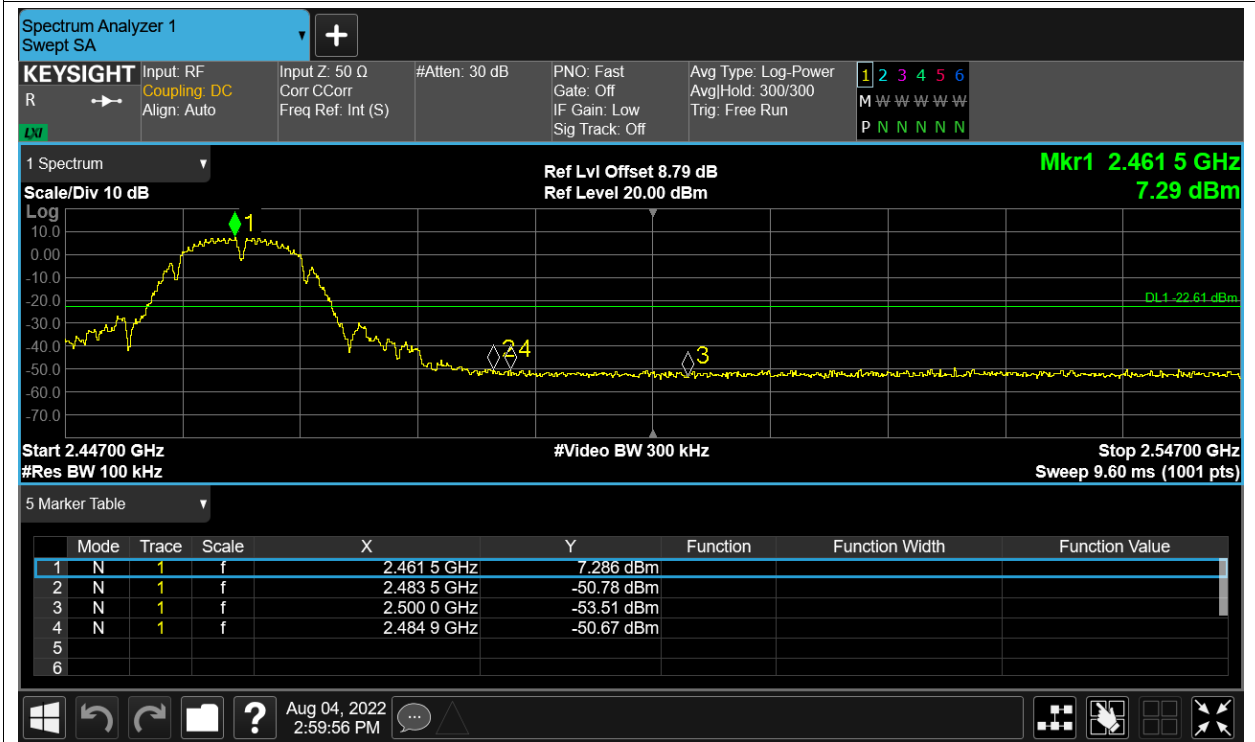 Spectrum Analyzer 1
Swept SA
+
KEYSIGHT Input: RF Input Z: 50 Ω #Atten: 30 dB PNO: Fast Avg Type: Log-Power 1 2 3 4 5 6
R Coupling: DC Corr CCorr Gate: Off Avg|Hold: 300/300 M W W W W W
Align: Auto Freq Ref: Int (S) IF Gain: Low Trig: Free Run
LXI Sig Track: Off P N N N N N
1 Spectrum Ref Lvl Offset 8.79 dB Mkr1 2.461 5 GHz
Scale/Div 10 dB Ref Level 20.00 dBm 7.29 dBm
Log
1
10.0
0.00
-10.0
-20.0
DL1 -22.61 dBm
-30.0
-40.0
2 4 3
-50.0
-60.0
-70.0
Start 2.44700 GHz #Video BW 300 kHz Stop 2.54700 GHz
#Res BW 100 kHz Sweep 9.60 ms (1001 pts)
5 Marker Table
Mode Trace Scale X Y Function Function Width Function Value
1 N 1 f 2.461 5 GHz 7.286 dBm
2 N 1 f 2.483 5 GHz -50.78 dBm
3 N 1 f 2.500 0 GHz -53.51 dBm
4 N 1 f 2.484 9 GHz -50.67 dBm
5
6
? Aug 04, 2022
2:59:56 PM